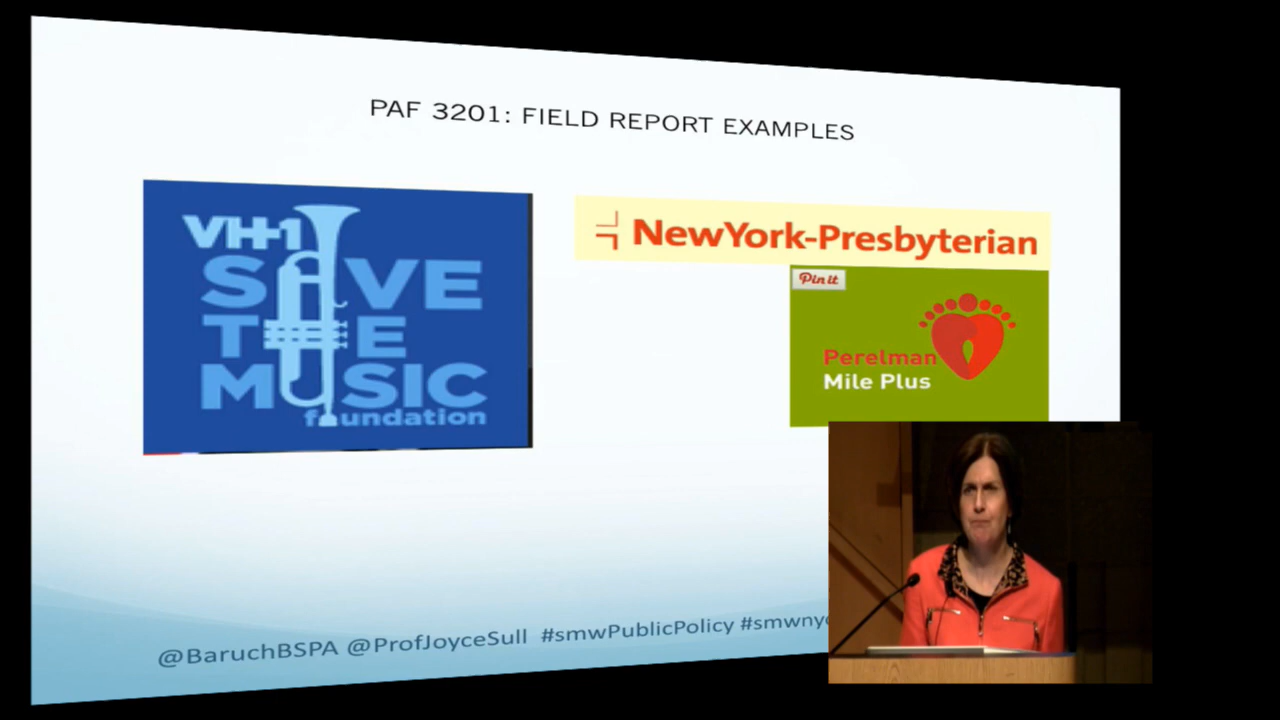 PAF 3201: FIELD REPORT EXAMPLES
VH1
SAVE
THE
MUSIC
foundation
NewYork-Presbyterian
Pin it
Perelman
Mile Plus
@BaruchBSPA @ProfJoyceSull #smwPublicPolicy #smwnyc